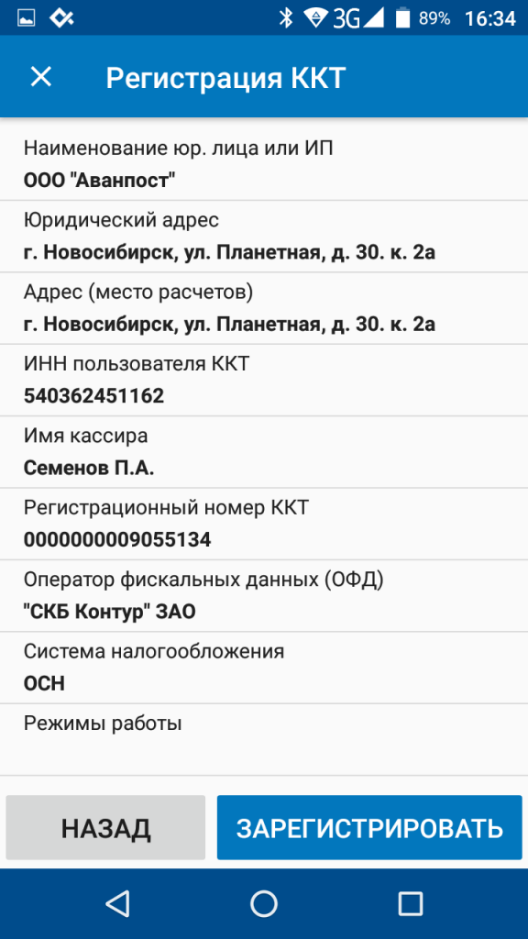 3G 89% 16:34
Регистрация ККТ
Наименование юр. лица или ИП
ООО "Аванпост"
Юридический адрес
г. Новосибирск, ул. Планетная, д. 30. к. 2а
Адрес (место расчетов)
г. Новосибирск, ул. Планетная, д. 30. к. 2а
ИНН пользователя ККТ
540362451162
Имя кассира
Семенов П.А.
Регистрационный номер ККТ
0000000009055134
Оператор фискальных данных (ОФД)
"СКБ Контур" ЗАО
Система налогообложения
ОСН
Режимы работы
НАЗАД ЗАРЕГИСТРИРОВАТЬ